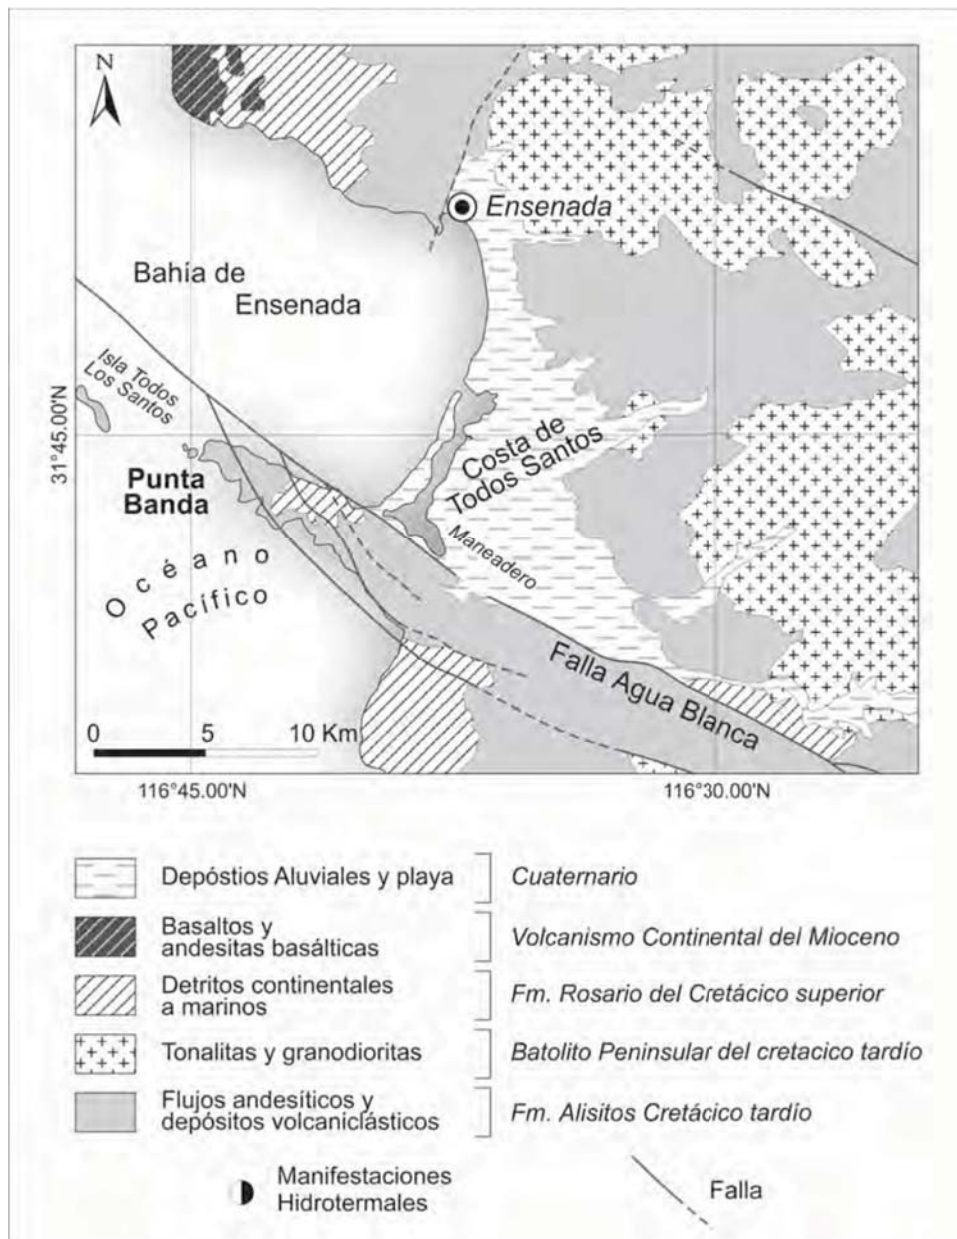 N
Ensenada
Bahía de
Ensenada
Isla Todos
Los Santos
31°45.00'N
Punta
Banda
Costa de
Todos Santos
Maneadero
Océano
Pacífico
Falla Agua Blanca
0 5 10 Km
116°45.00'N 116°30.00'N
Depóstios Aluviales y playa Cuaternario
Basaltos y
andesitas basálticas Volcanismo Continental del Mioceno
Detritos continentales
a marinos Fm. Rosario del Cretácico superior
Tonalitas y granodioritas Batolito Peninsular del cretacico tardío
Flujos andesíticos y
depósitos volcaniclásticos Fm. Alisitos Cretácico tardío
Manifestaciones
Hidrotermales
Falla